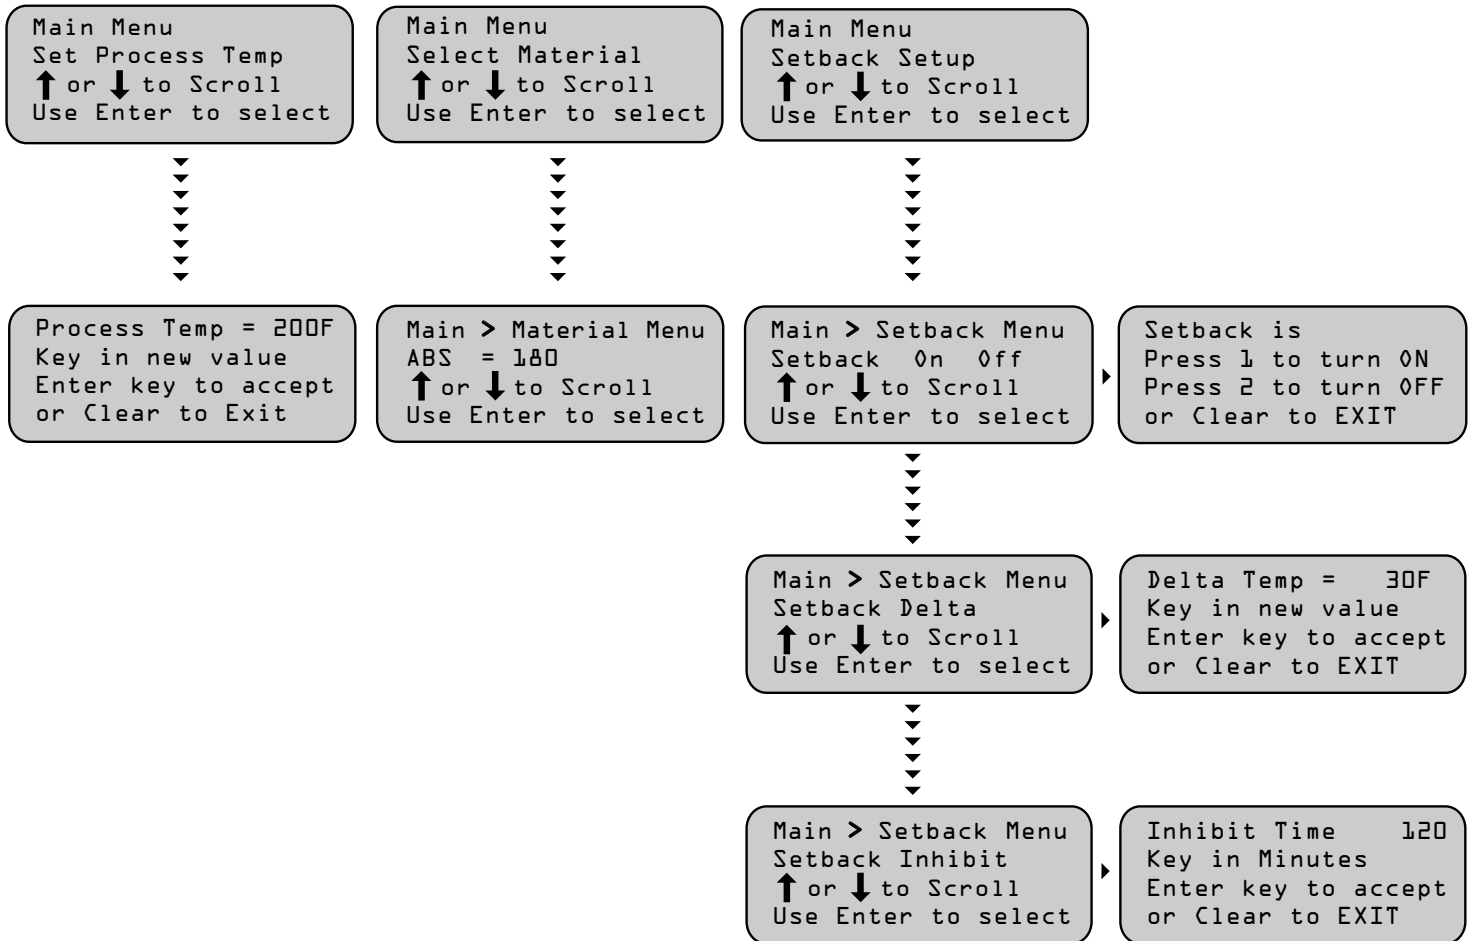 Main Menu
Set Process Temp
↑ or ↓ to Scroll
Use Enter to select
Main Menu
Select Material
↑ or ↓ to Scroll
Use Enter to select
Main Menu
Setback Setup
↑ or ↓ to Scroll
Use Enter to select
Process Temp = 200F
Key in new value
Enter key to accept
or Clear to Exit
Main > Material Menu
ABS = 180
↑ or ↓ to Scroll
Use Enter to select
Main > Setback Menu
Setback On Off
↑ or ↓ to Scroll
Use Enter to select
Setback is
Press 1 to turn ON
Press 2 to turn OFF
or Clear to EXIT
Main > Setback Menu
Setback Delta
↑ or ↓ to Scroll
Use Enter to select
Delta Temp = 30F
Key in new value
Enter key to accept
or Clear to EXIT
Main > Setback Menu
Setback Inhibit
↑ or ↓ to Scroll
Use Enter to select
Inhibit Time 120
Key in Minutes
Enter key to accept
or Clear to EXIT